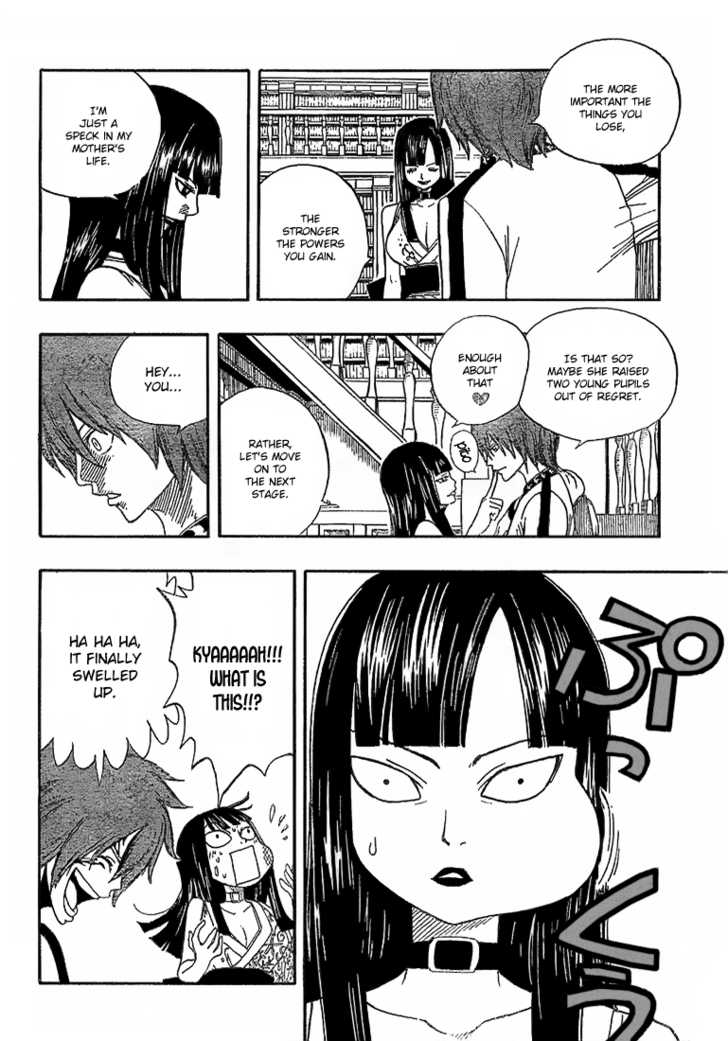 THE MORE
IMPORTANT THE
THINGS YOU
LOSE,
THE
STRONGER
THE POWERS
YOU GAIN.
I'M
JUST A
SPECK IN MY
MOTHER'S
LIFE.
IS THAT SO?
MAYBE SHE RAISED
TWO YOUNG PUPILS
OUT OF REGRET.
ENOUGH
ABOUT
THAT
RATHER,
LET'S MOVE
ON TO
THE NEXT
STAGE.
HEY...
YOU...
ぷ
く
KYAAAAAH!!!
WHAT IS
THIS!!?
HA HA HA,
IT FINALLY
SWELLED
UP.